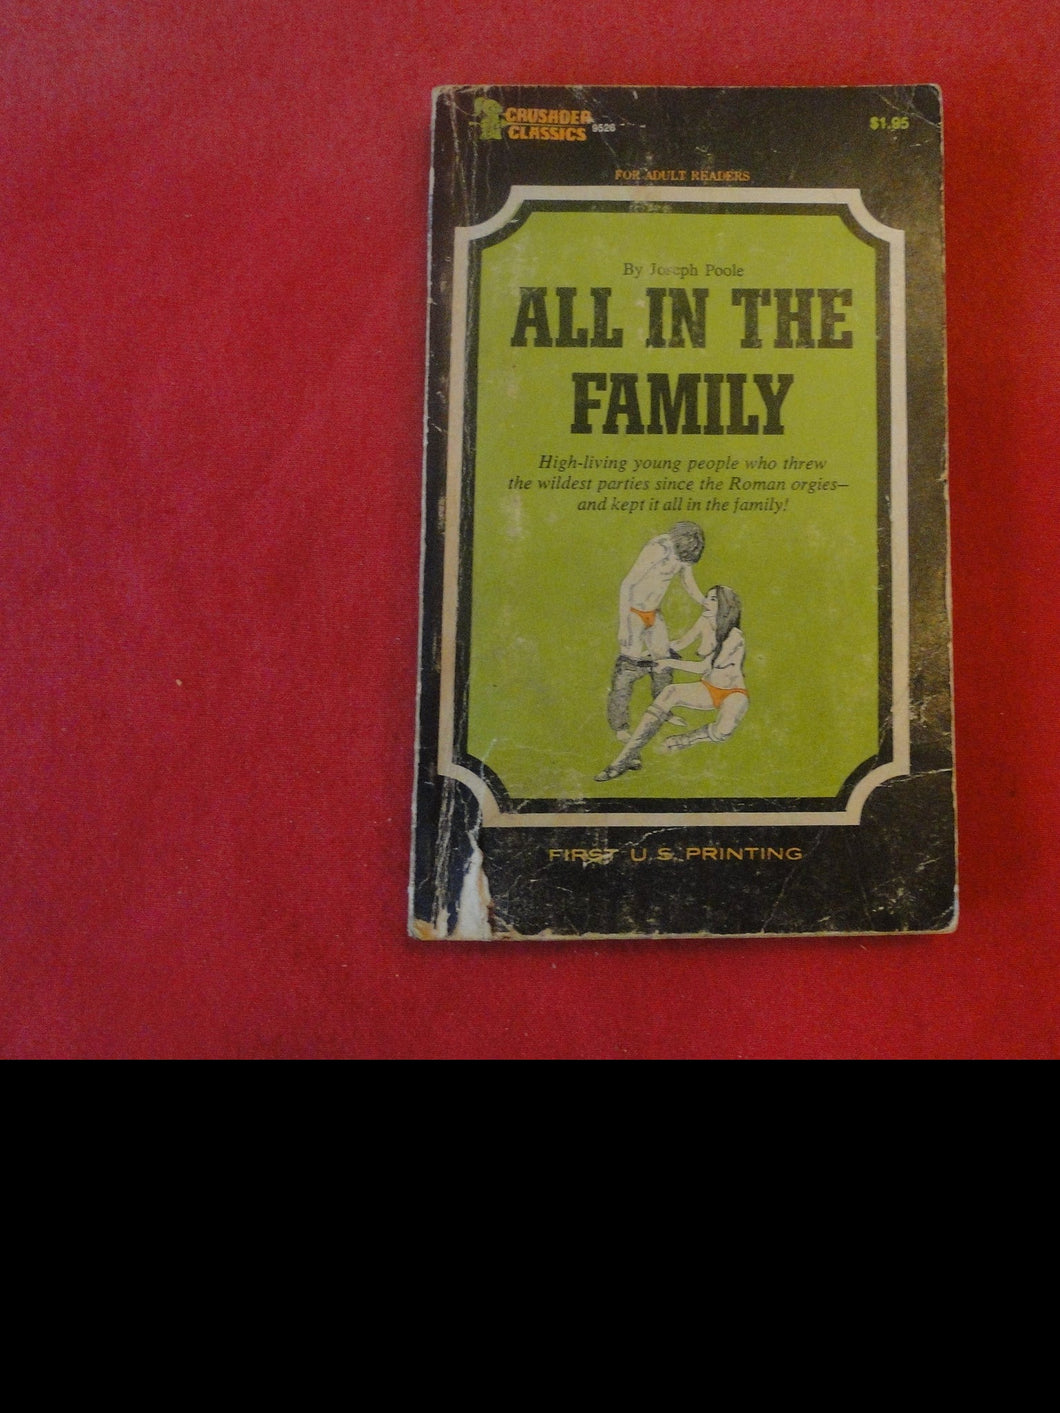 CRUSADER
CLASSICS 9526
$1.95
FOR ADULT READERS
By Joseph Poole
ALL IN THE
FAMILY
High-living young people who threw
the wildest parties since the Roman orgies—
and kept it all in the family!
FIRST U.S. PRINTING